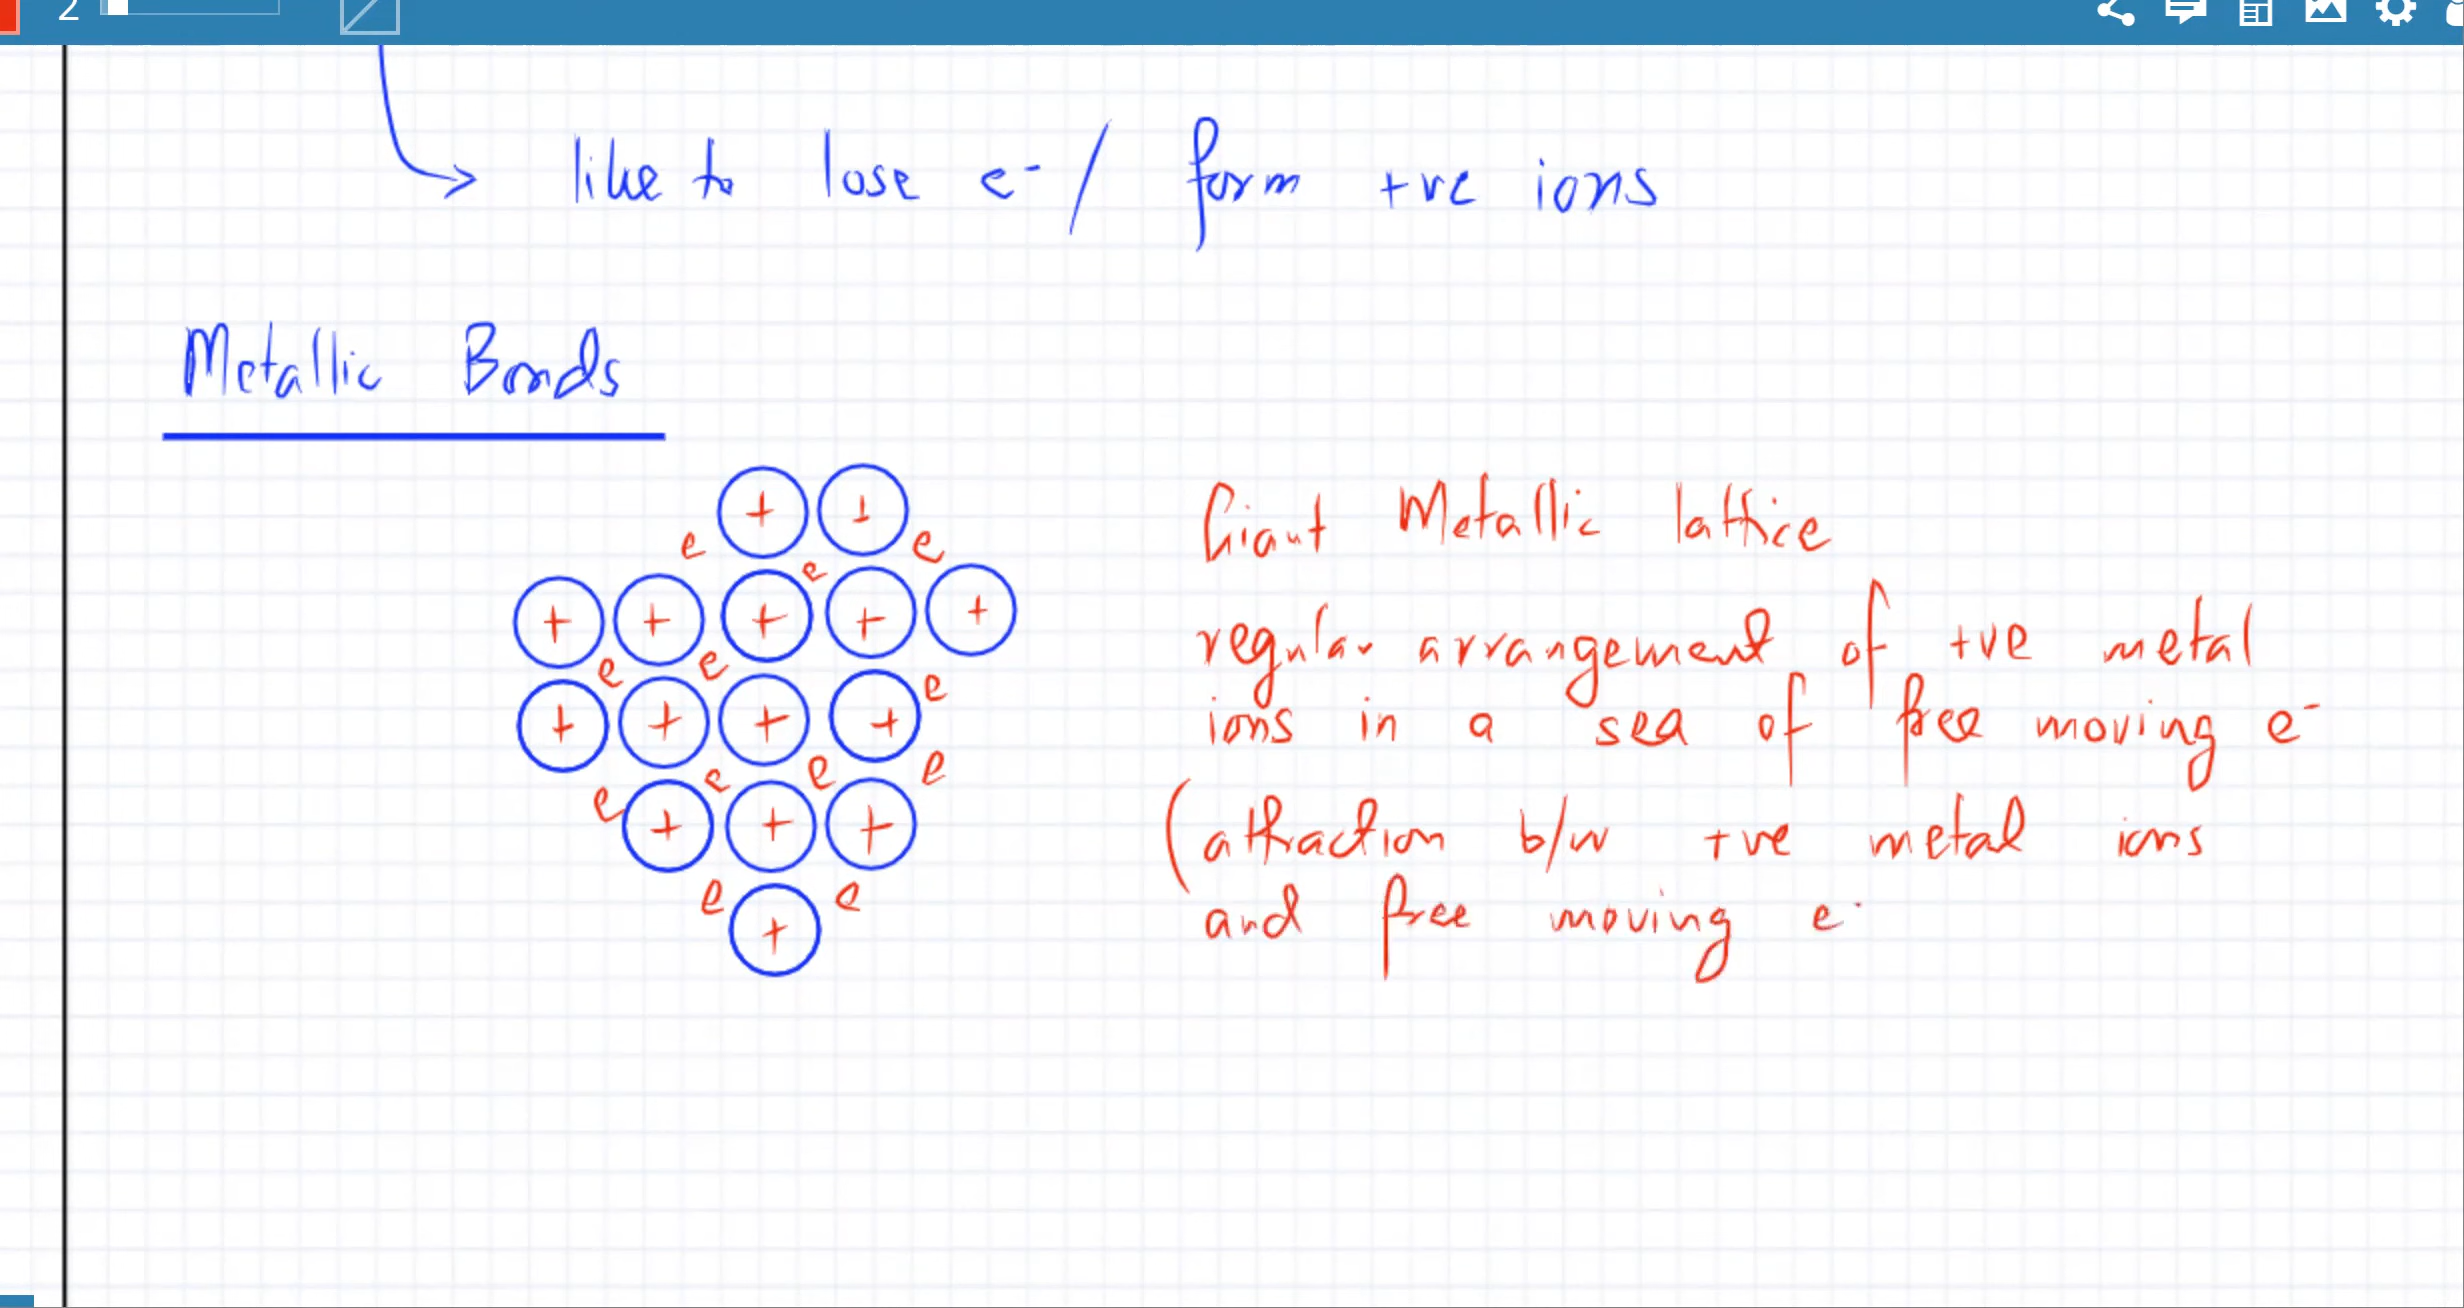 2
like to lose e- / form +ve ions
Metallic Bonds
+ +
e e
e
+ + + + +
e e e
+ + + +
e e e e
+ + +
e e
+
Giant Metallic lattice
regular arrangement of +ve metal
ions in a sea of free moving e-
(attraction b/w +ve metal ions
and free moving e-